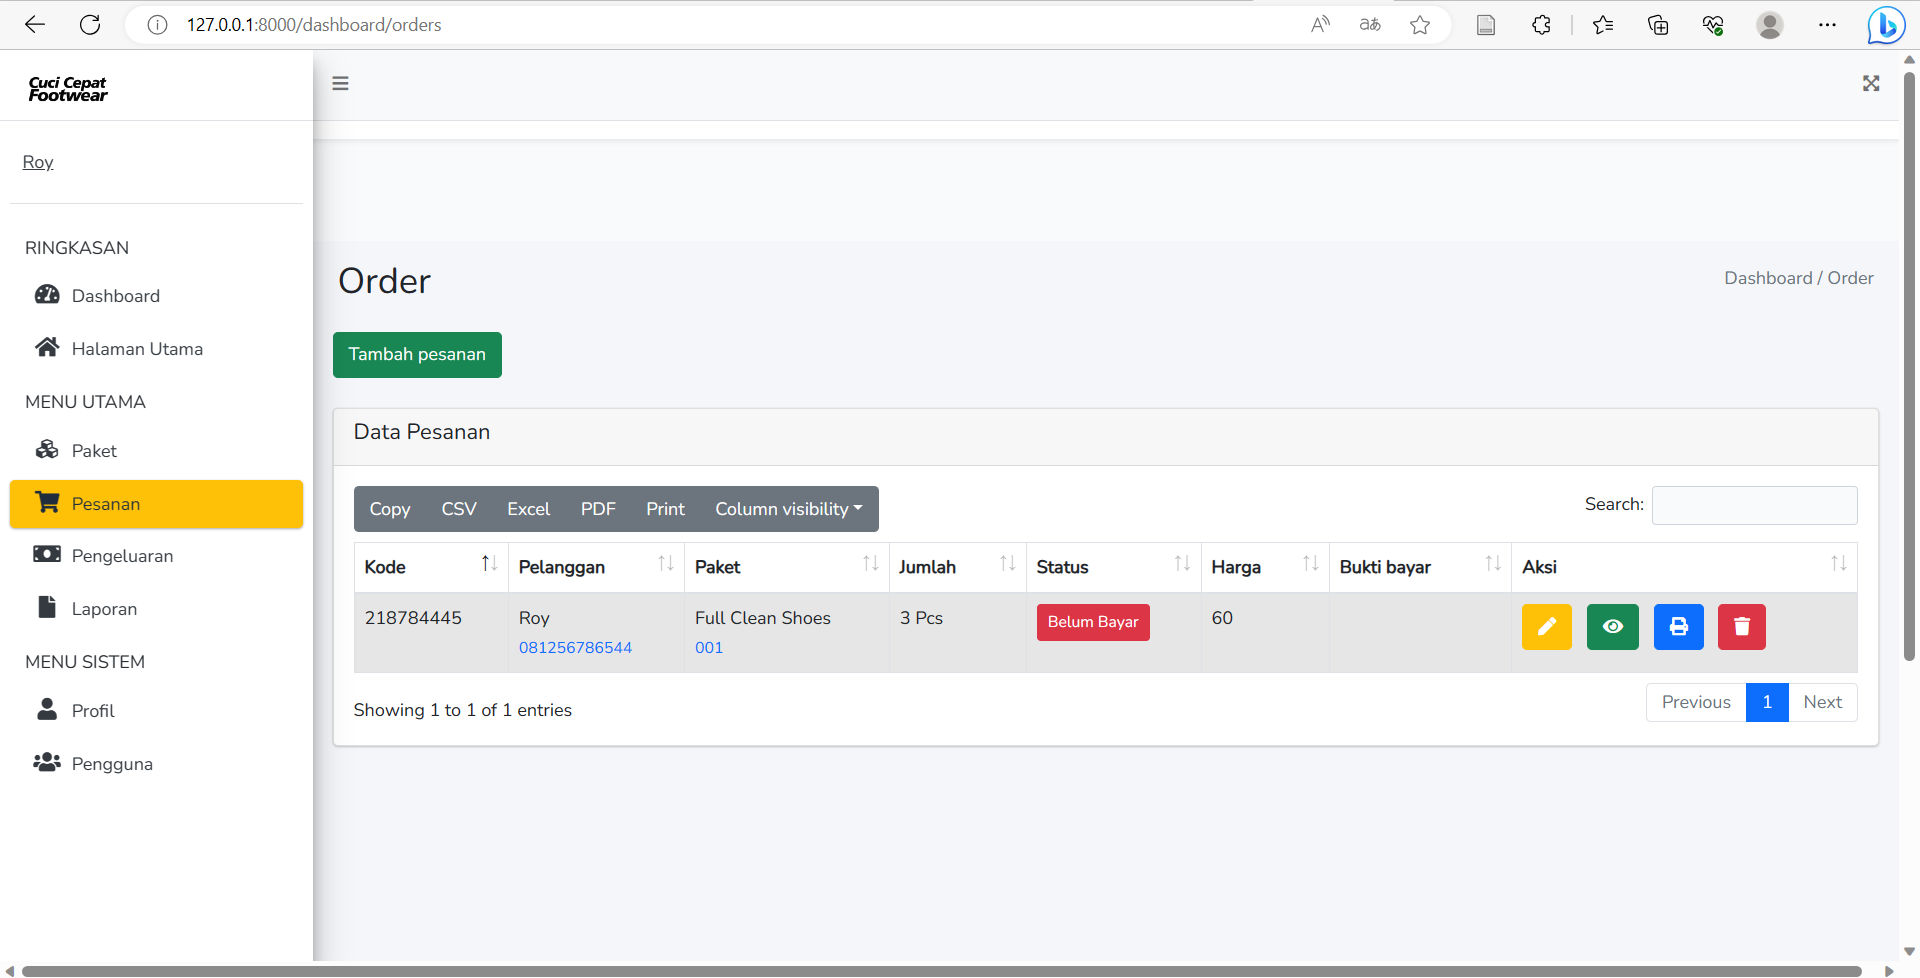 127.0.0.1:8000/dashboard/orders
Cuci Cepat
Footwear
Roy
RINGKASAN
Dashboard
Halaman Utama
MENU UTAMA
Paket
Pesanan
Pengeluaran
Laporan
MENU SISTEM
Profil
Pengguna
Order
Dashboard / Order
Tambah pesanan
Data Pesanan
Copy CSV Excel PDF Print Column visibility
Search:
Kode Pelanggan Paket Jumlah Status Harga Bukti bayar Aksi
218784445 Roy Full Clean Shoes 3 Pcs Belum Bayar 60
081256786544 001
Showing 1 to 1 of 1 entries
Previous 1 Next